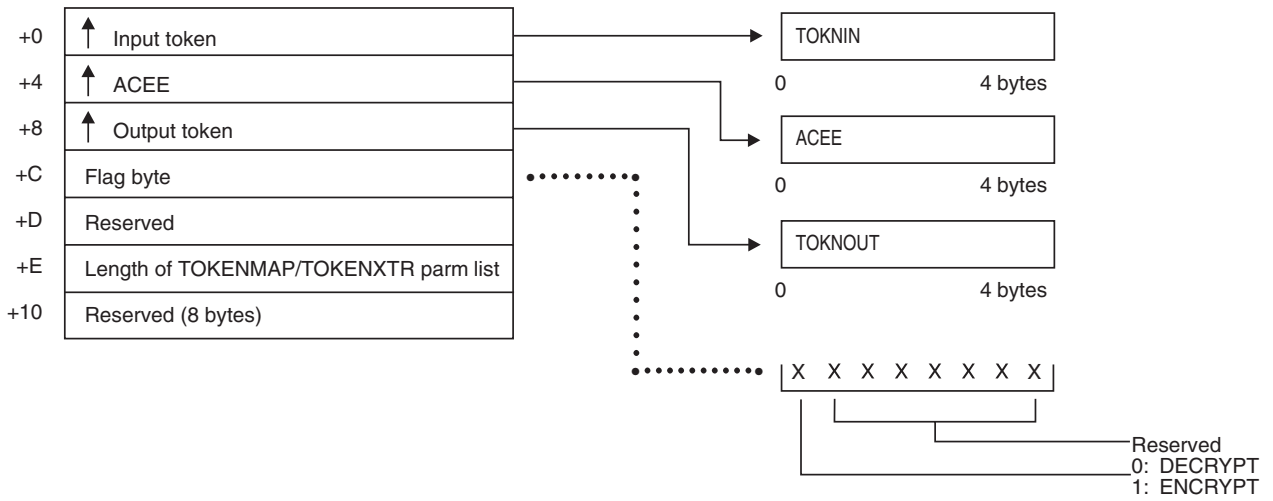 +0 Input token
+4 ACEE
+8 Output token
+C Flag byte
+D Reserved
+E Length of TOKENMAP/TOKENXTR parm list
+10 Reserved (8 bytes)
TOKNIN
0 4 bytes
ACEE
0 4 bytes
TOKNOUT
0 4 bytes
X X X X X X X X
Reserved
0: DECRYPT
1: ENCRYPT